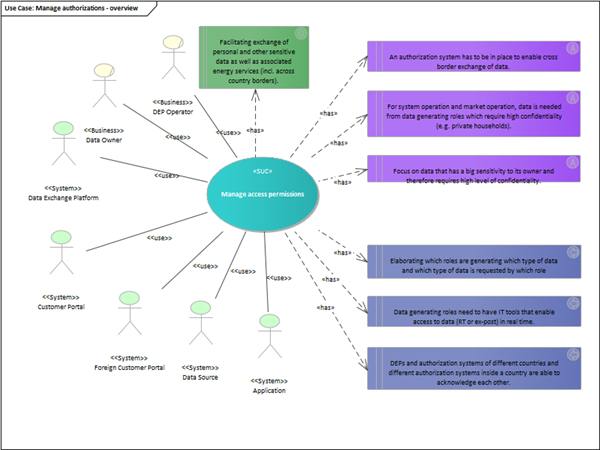 Use Case: Manage authorizations - overview
Facilitating exchange of
personal and other sensitive
data as well as associated
energy services (incl. across
country borders).
An authorization system has to be in place to enable cross
border exchange of data.
For system operation and market operation, data is needed
from data generating roles which require high confidentiality
(e.g. private households).
Focus on data that has a big sensitivity to its owner and
therefore requires high level of confidentiality.
Elaborating which roles are generating which type of data
and which type of data is requested by which role
Data generating roles need to have IT tools that enable
access to data (RT or ex-post) in real time.
DEPs and authorization systems of different countries and
different authorization systems inside a country are able to
acknowledge each other.
«SUC»
Manage access permissions
<<Business>>
DEP Operator
<<Business>>
Data Owner
<<System>>
Data Exchange Platform
<<System>>
Customer Portal
<<System>>
Foreign Customer Portal
<<System>>
Data Source
<<System>>
Application
<<use>>
<<use>>
<<use>>
<<use>>
<<use>>
<<use>>
<<use>>
«has»
«has»
«has»
«has»
«has»
«has»
«has»